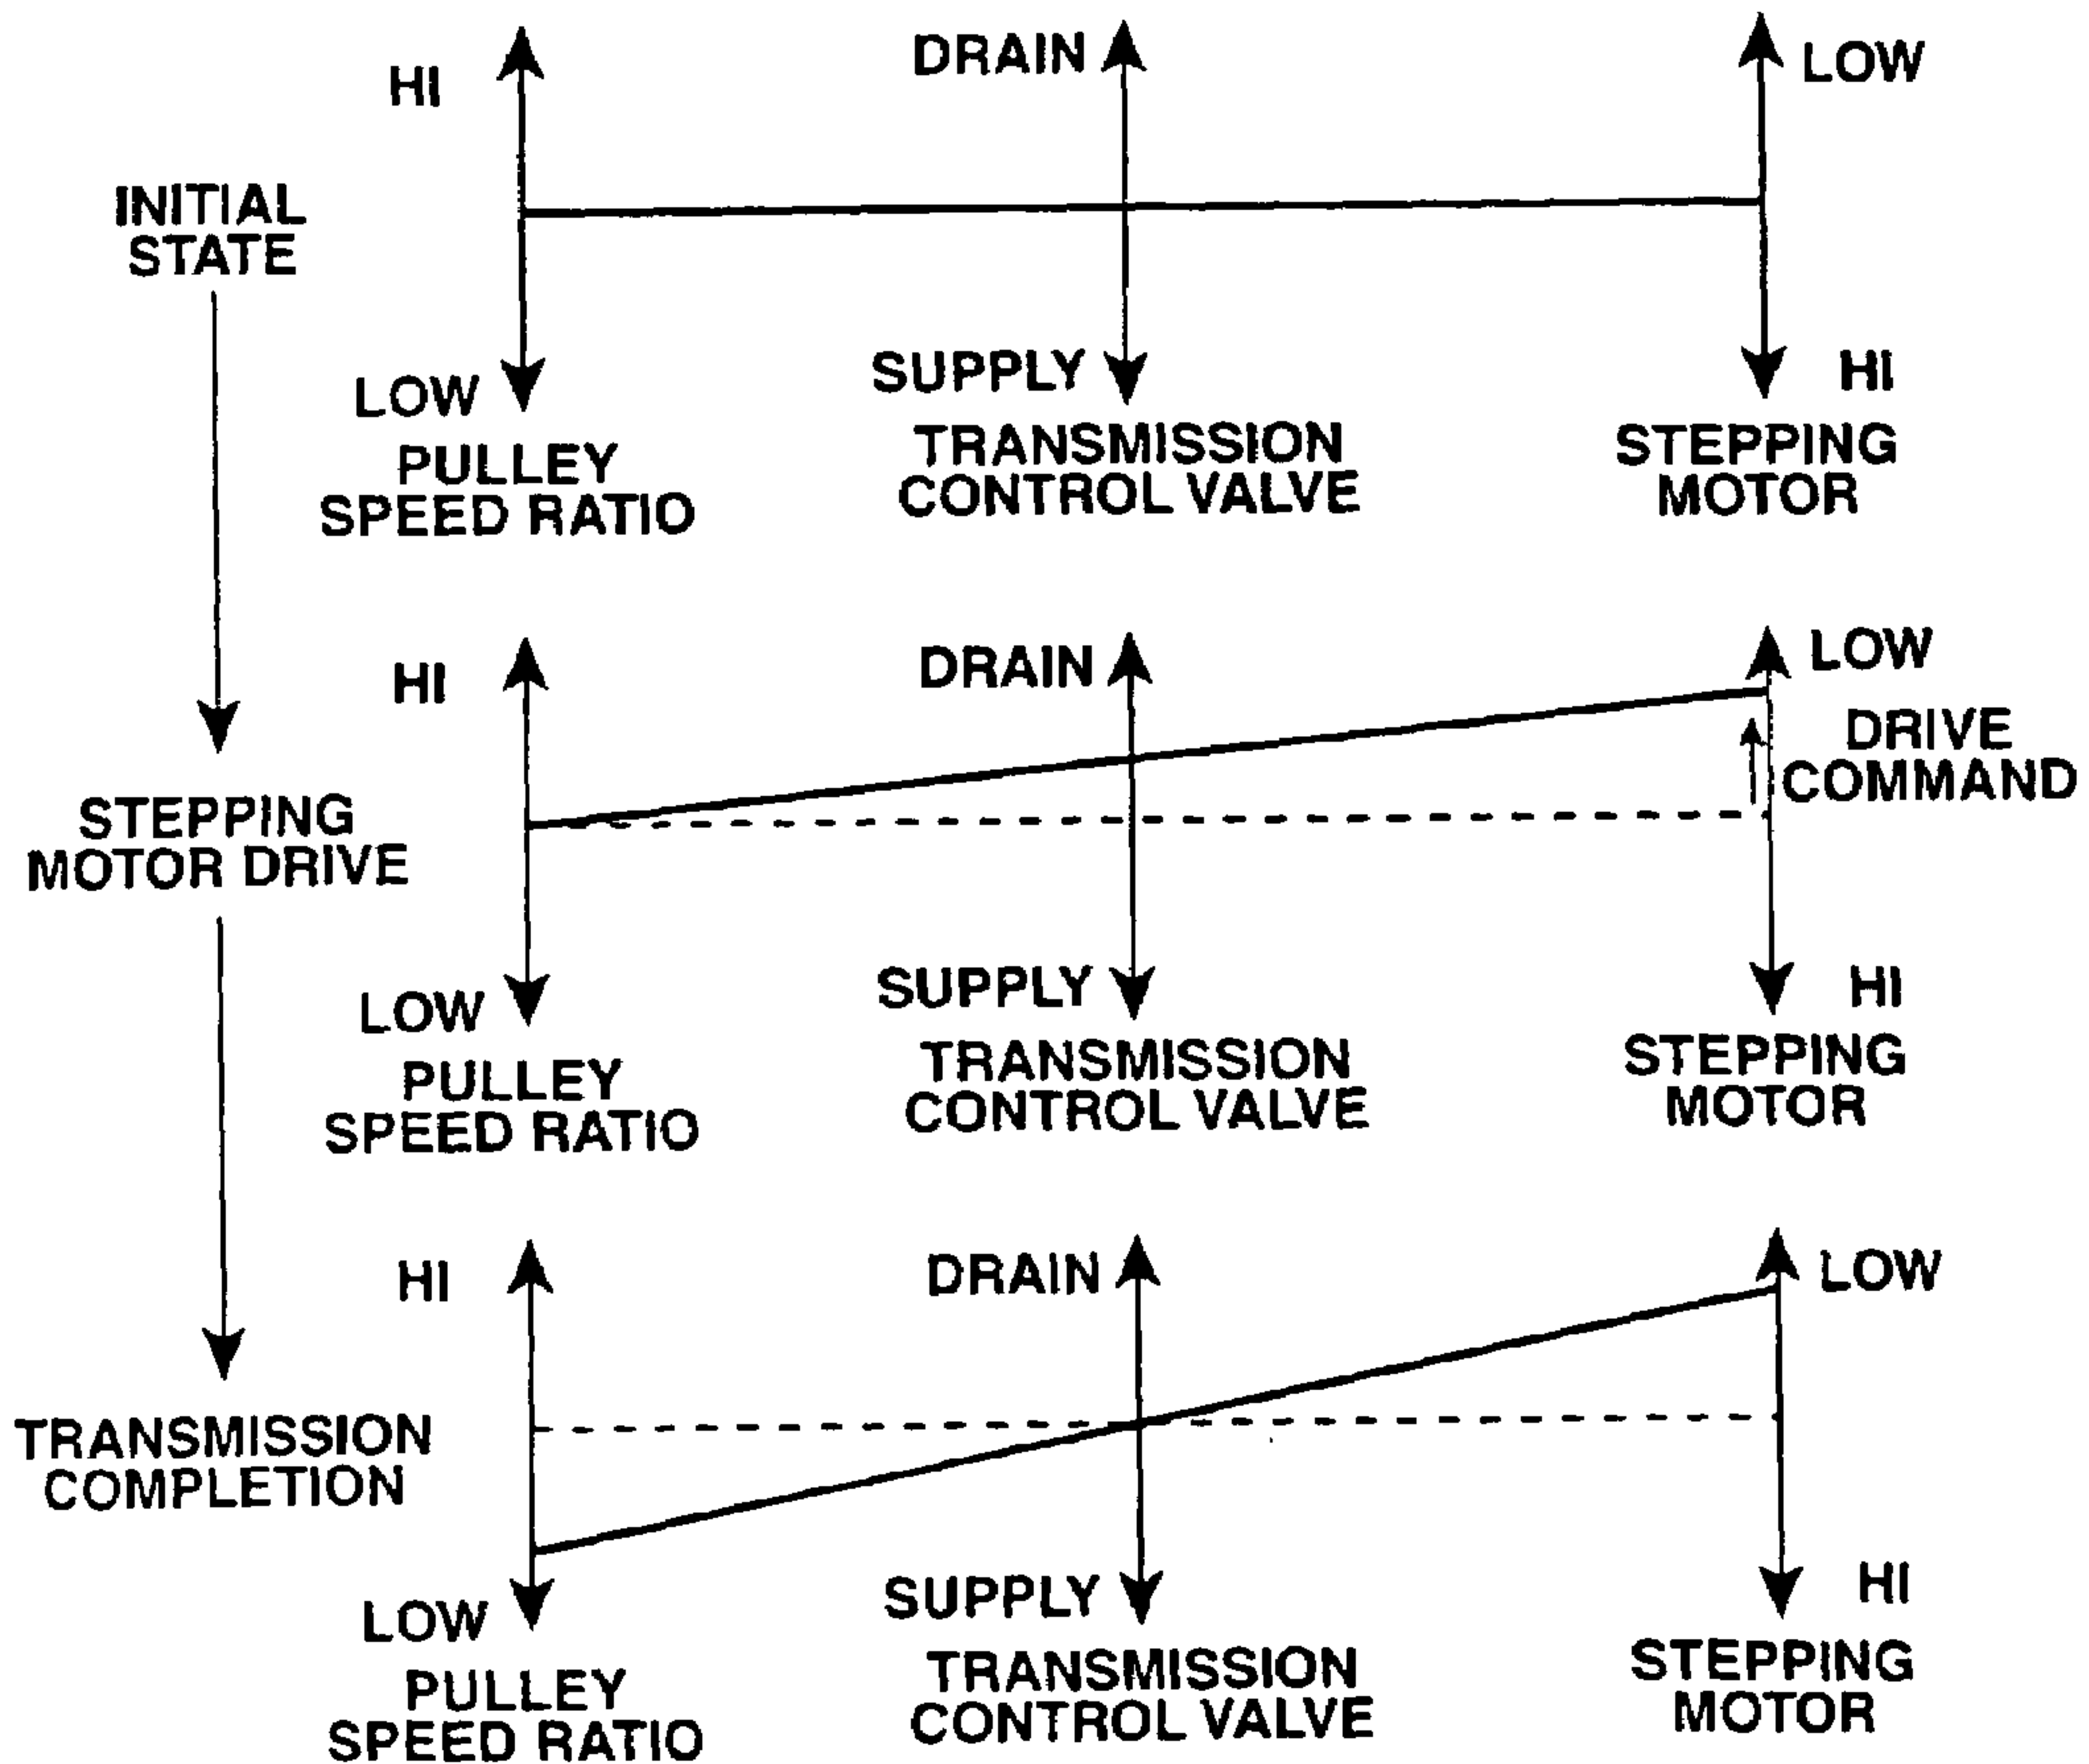 HI
DRAIN
LOW
INITIAL
STATE
LOW
SUPPLY
HI
PULLEY
SPEED RATIO
TRANSMISSION
CONTROL VALVE
STEPPING
MOTOR
HI
DRAIN
LOW
DRIVE
COMMAND
STEPPING
MOTOR DRIVE
LOW
SUPPLY
HI
PULLEY
SPEED RATIO
TRANSMISSION
CONTROL VALVE
STEPPING
MOTOR
HI
DRAIN
LOW
TRANSMISSION
COMPLETION
LOW
SUPPLY
HI
PULLEY
SPEED RATIO
TRANSMISSION
CONTROL VALVE
STEPPING
MOTOR